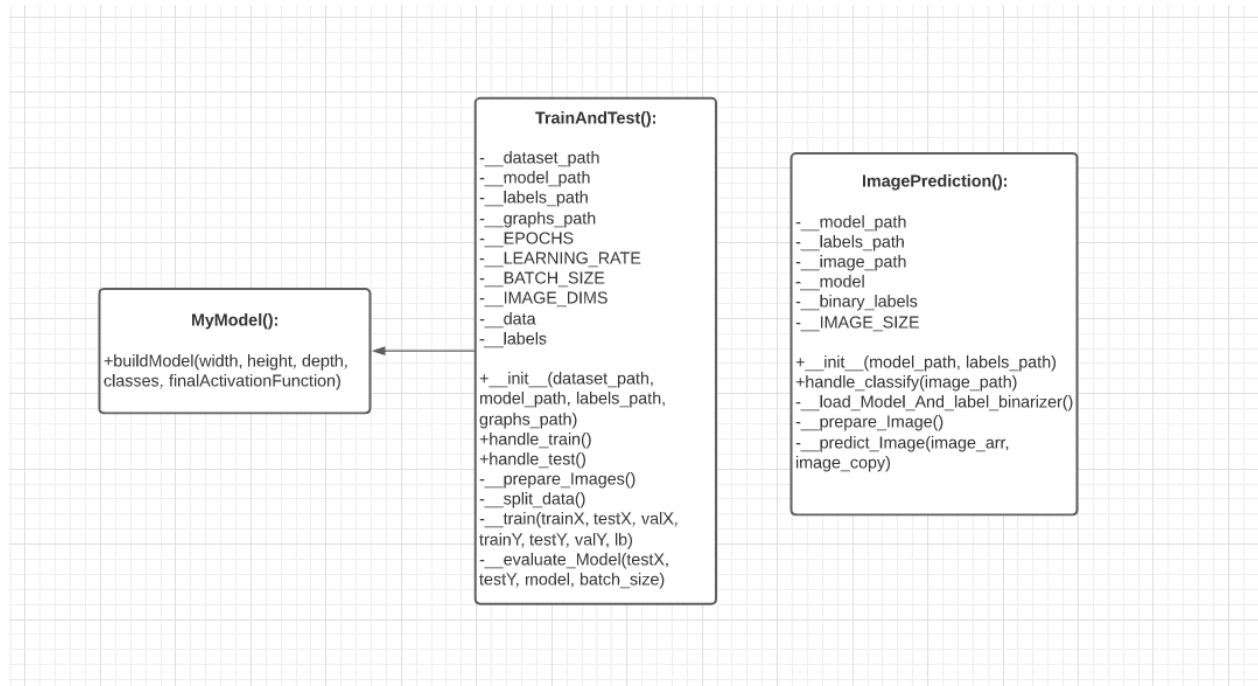 MyModel():
+buildModel(width, height, depth,
classes, finalActivationFunction)
TrainAndTest():
-__dataset_path
-__model_path
-__labels_path
-__graphs_path
-__EPOCHS
-__LEARNING_RATE
-__BATCH_SIZE
-__IMAGE_DIMS
-__data
-__labels
+__init__(dataset_path,
model_path, labels_path,
graphs_path)
+handle_train()
+handle_test()
-__prepare_Images()
-__split_data()
-__train(trainX, testX, valX,
trainY, testY, valY, lb)
-__evaluate_Model(testX,
testY, model, batch_size)
ImagePrediction():
-__model_path
-__labels_path
-__image_path
-__model
-__binary_labels
-__IMAGE_SIZE
+__init__(model_path, labels_path)
+handle_classify(image_path)
-__load_Model_And_label_binarizer()
-__prepare_Image()
-__predict_Image(image_arr,
image_copy)